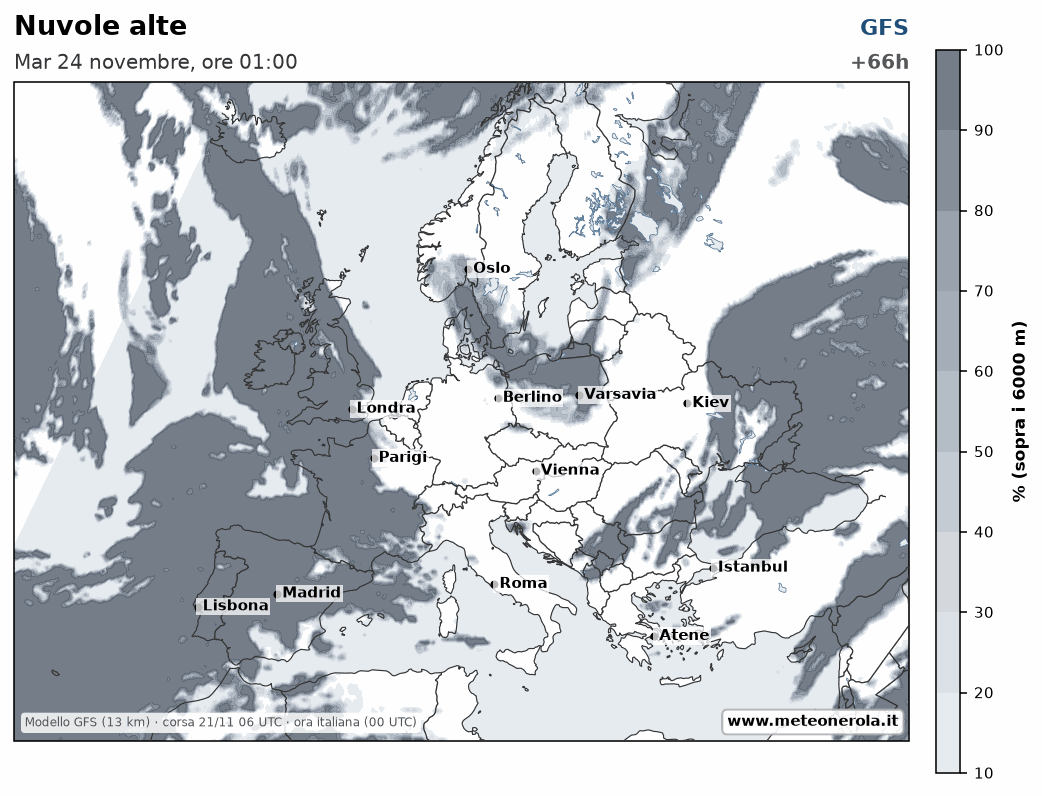 Nuvole alte
GFS
Mar 24 novembre, ore 01:00
+66h
100
90
80
70
60
50
40
30
20
10
% (sopra i 6000 m)
Oslo
Berlino
Varsavia
Kiev
Londra
Parigi
Vienna
Istanbul
Roma
Madrid
Lisbona
Atene
Modello GFS (13 km) · corsa 21/11 06 UTC · ora italiana (00 UTC)
www.meteonerola.it